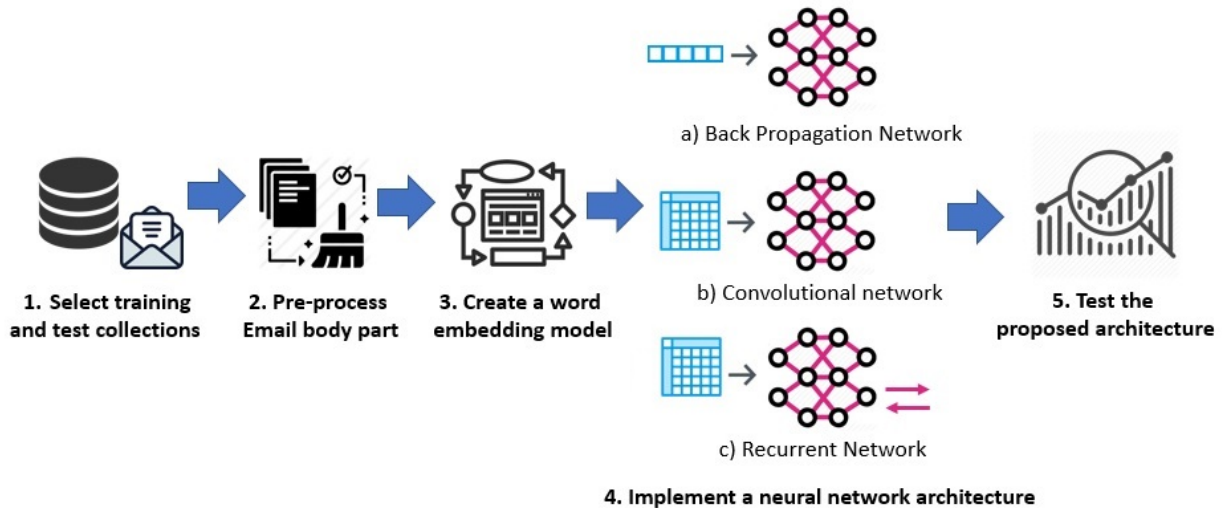 a) Back Propagation Network
1. Select training
and test collections
2. Pre-process
Email body part
3. Create a word
embedding model
b) Convolutional network
c) Recurrent Network
4. Implement a neural network architecture
5. Test the
proposed architecture